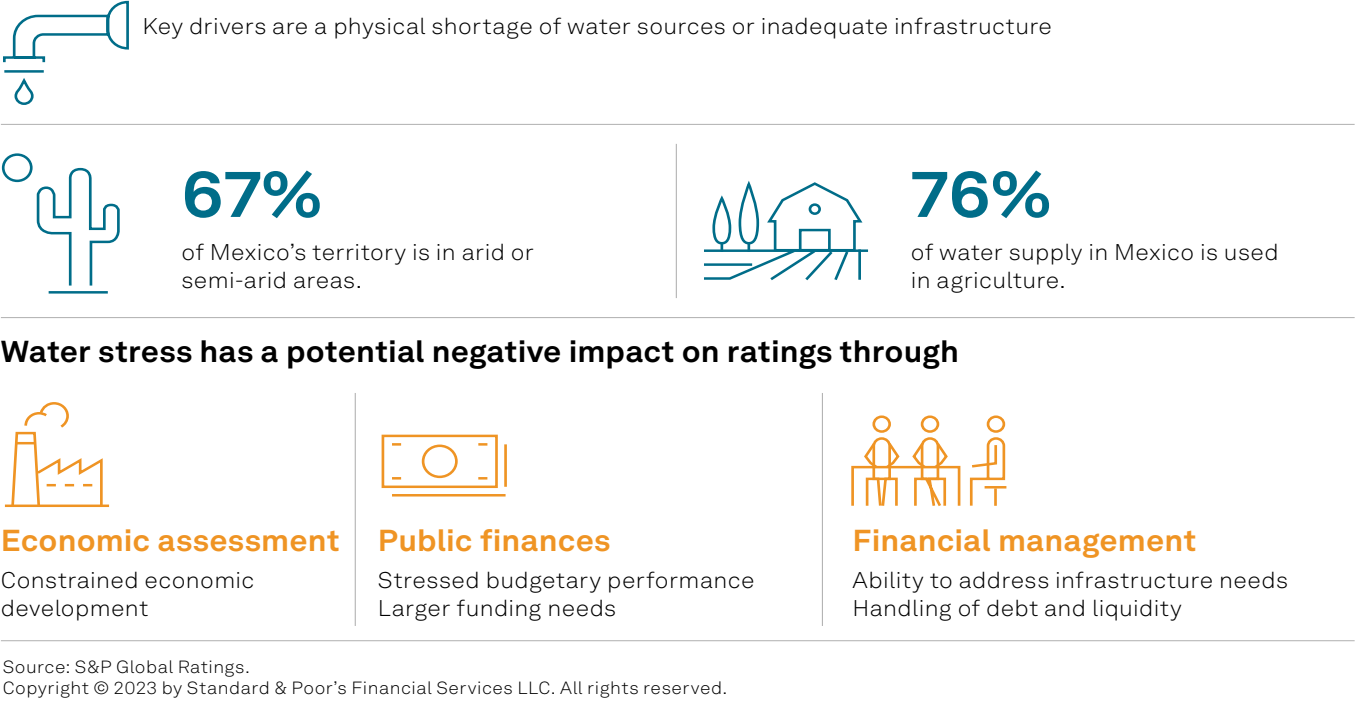 Key drivers are a physical shortage of water sources or inadequate infrastructure
67%
of Mexico’s territory is in arid or
semi-arid areas.
76%
of water supply in Mexico is used
in agriculture.
Water stress has a potential negative impact on ratings through
Economic assessment
Constrained economic
development
Public finances
Stressed budgetary performance
Larger funding needs
Financial management
Ability to address infrastructure needs
Handling of debt and liquidity
Source: S&P Global Ratings.
Copyright © 2023 by Standard & Poor’s Financial Services LLC. All rights reserved.